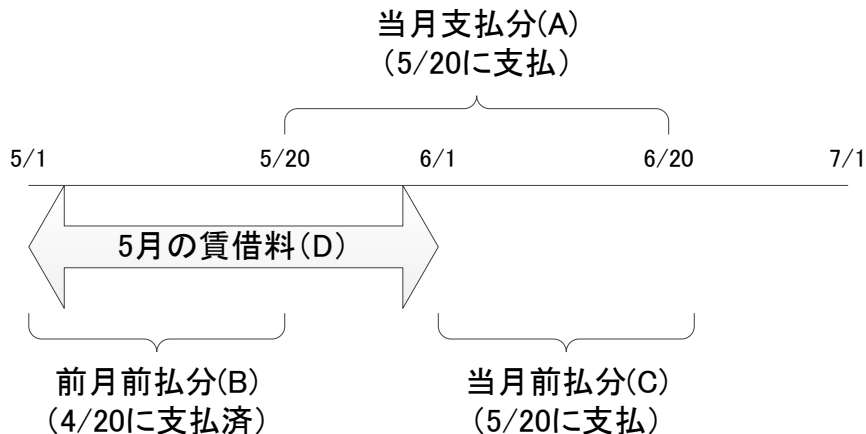 当月支払分(A)
(5/20に支払)
5/1 5/20 6/1 6/20 7/1
5月の賃借料(D)
前月前払分(B)
(4/20に支払済)
当月前払分(C)
(5/20に支払)